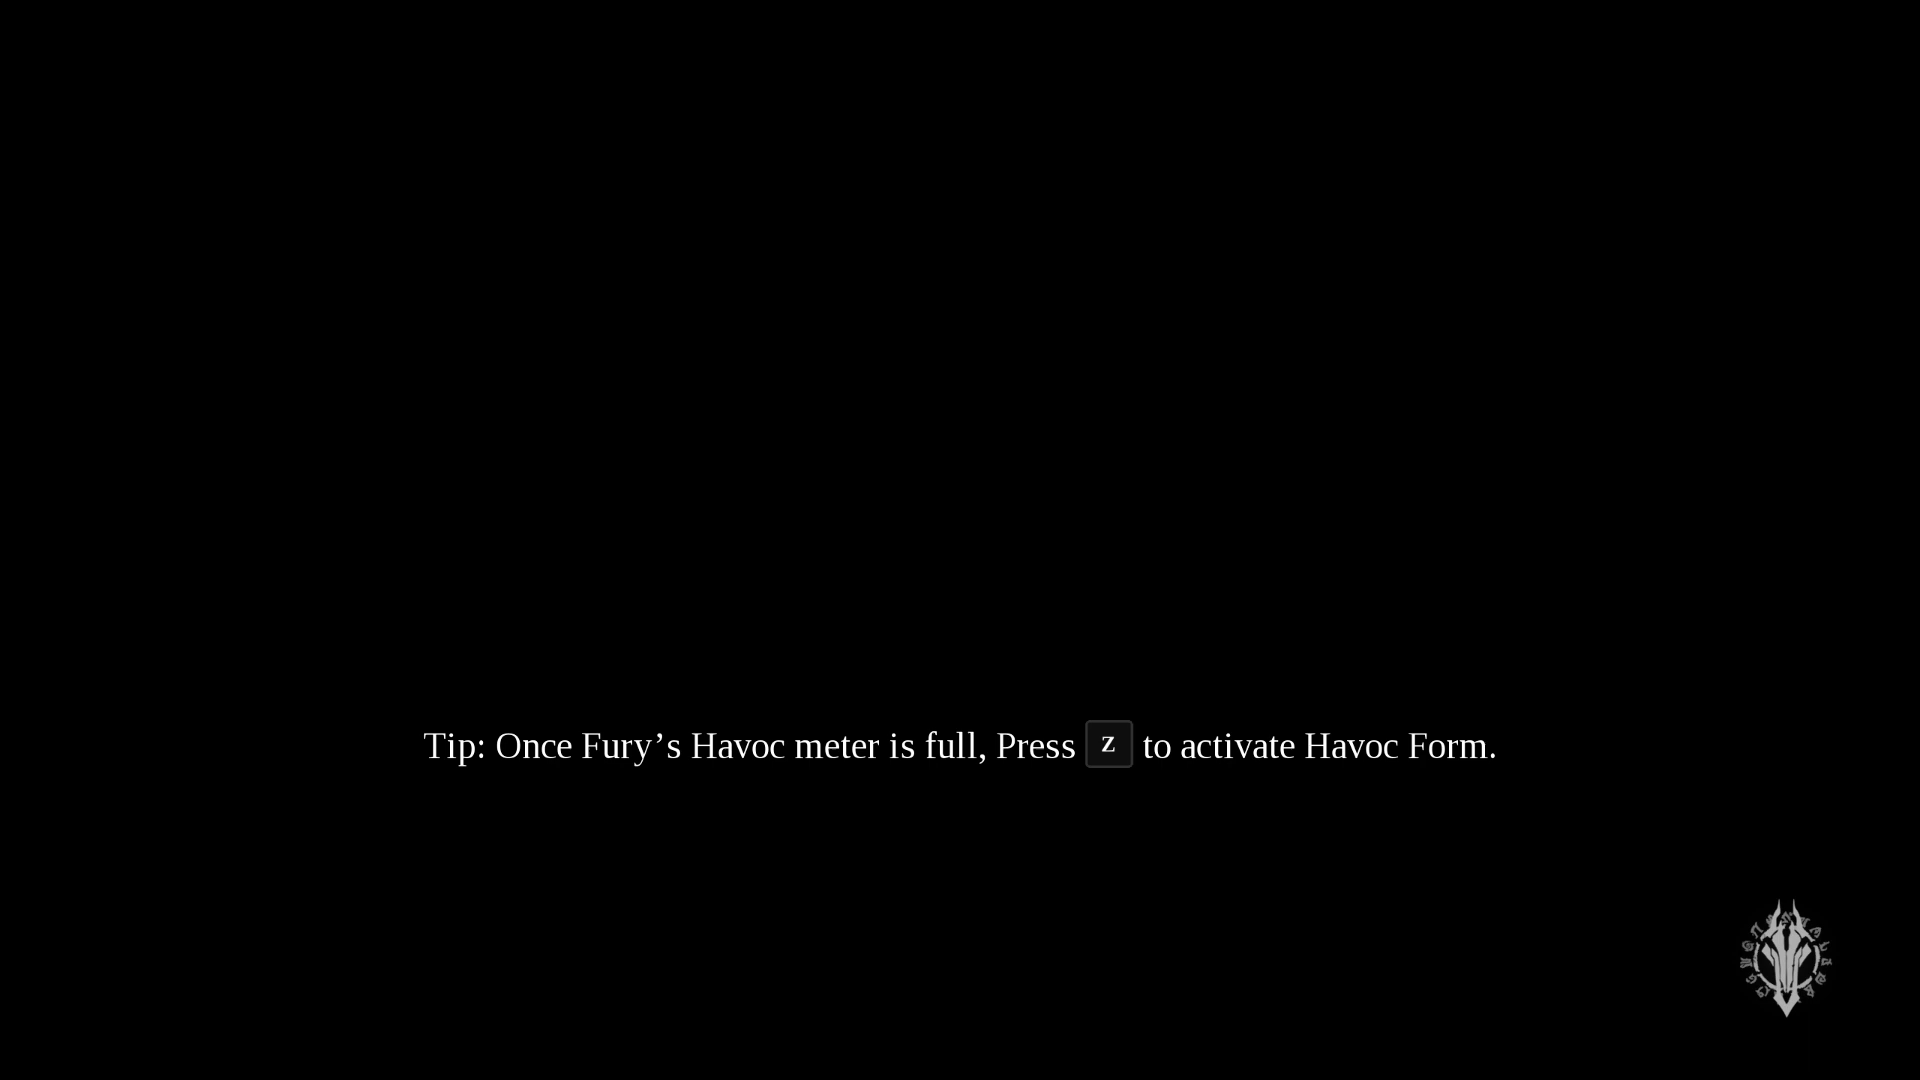 Tip: Once Fury’s Havoc meter is full, Press Z to activate Havoc Form.